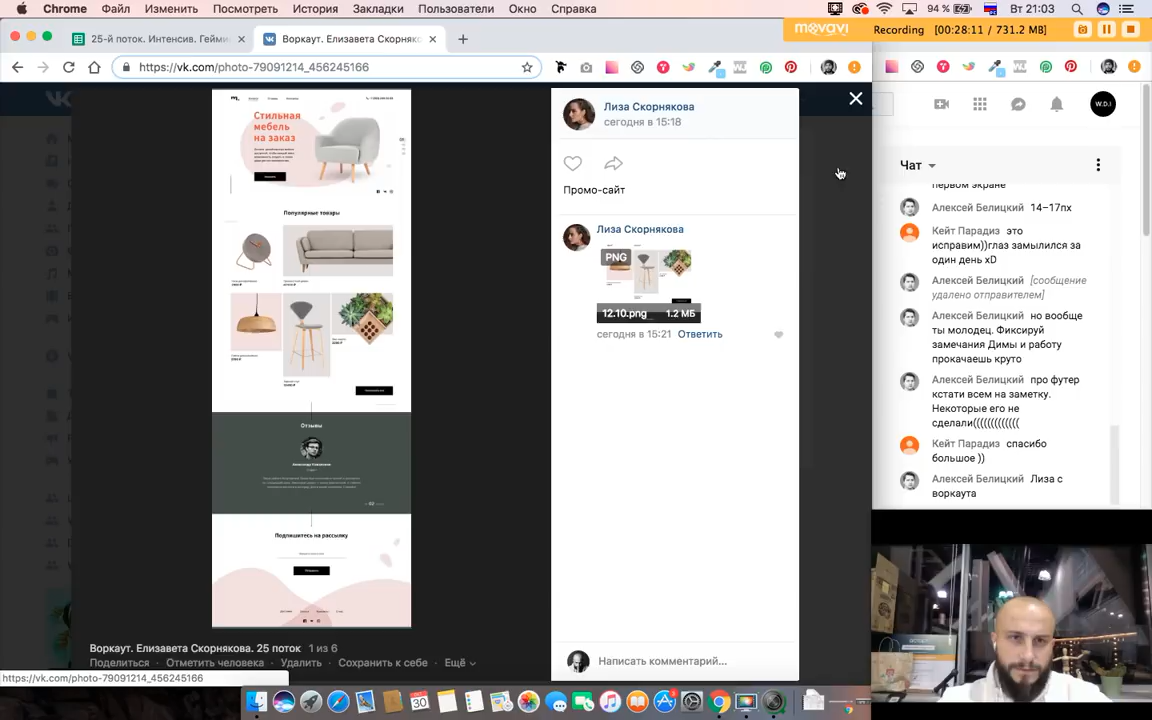 Chrome Файл Изменить Посмотреть История Закладки Пользователи Окно Справка
94 % Вт 21:03
movavi Recording [00:28:11 / 731.2 MB]
25-й поток. Интенсив. Гейми
Воркаут. Елизавета Скорняко
https://vk.com/photo-79091214_456245166
Стильная
мебель
на заказ
Популярные товары
Отзывы
Подпишитесь на рассылку
Лиза Скорнякова
сегодня в 15:18
Промо-сайт
Лиза Скорнякова
PNG
12.10.png 1.2 МБ
сегодня в 15:21 Ответить
Написать комментарий...
Воркаут. Елизавета Скорнякова. 25 поток 1 из 6
Поделиться Отметить человека Удалить Сохранить к себе Ещё
https://vk.com/photo-79091214_456245166
W.D.I
Чат
первом экране
Алексей Белицкий 14–17пх
Кейт Парадиз это
исправим))глаз замылился за
один день xD
Алексей Белицкий [сообщение
удалено отправителем]
Алексей Белицкий но вообще
ты молодец. Фиксируй
замечания Димы и работу
прокачаешь круто
Алексей Белицкий про футер
кстати всем на заметку.
Некоторые его не
сделали(((((((((((((
Кейт Парадиз спасибо
большое ))
Алексей Белицкий Лиза с
воркаута